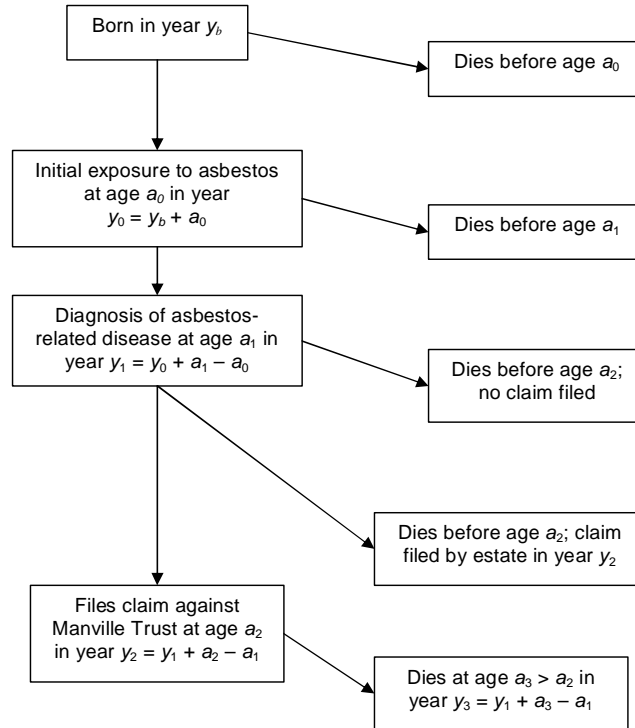 Born in year y_b
Dies before age a_0
Initial exposure to asbestos
at age a_0 in year
y_0 = y_b + a_0
Dies before age a_1
Diagnosis of asbestos-
related disease at age a_1 in
year y_1 = y_0 + a_1 – a_0
Dies before age a_2;
no claim filed
Dies before age a_2; claim
filed by estate in year y_2
Files claim against
Manville Trust at age a_2
in year y_2 = y_1 + a_2 – a_1
Dies at age a_3 > a_2 in
year y_3 = y_1 + a_3 – a_1